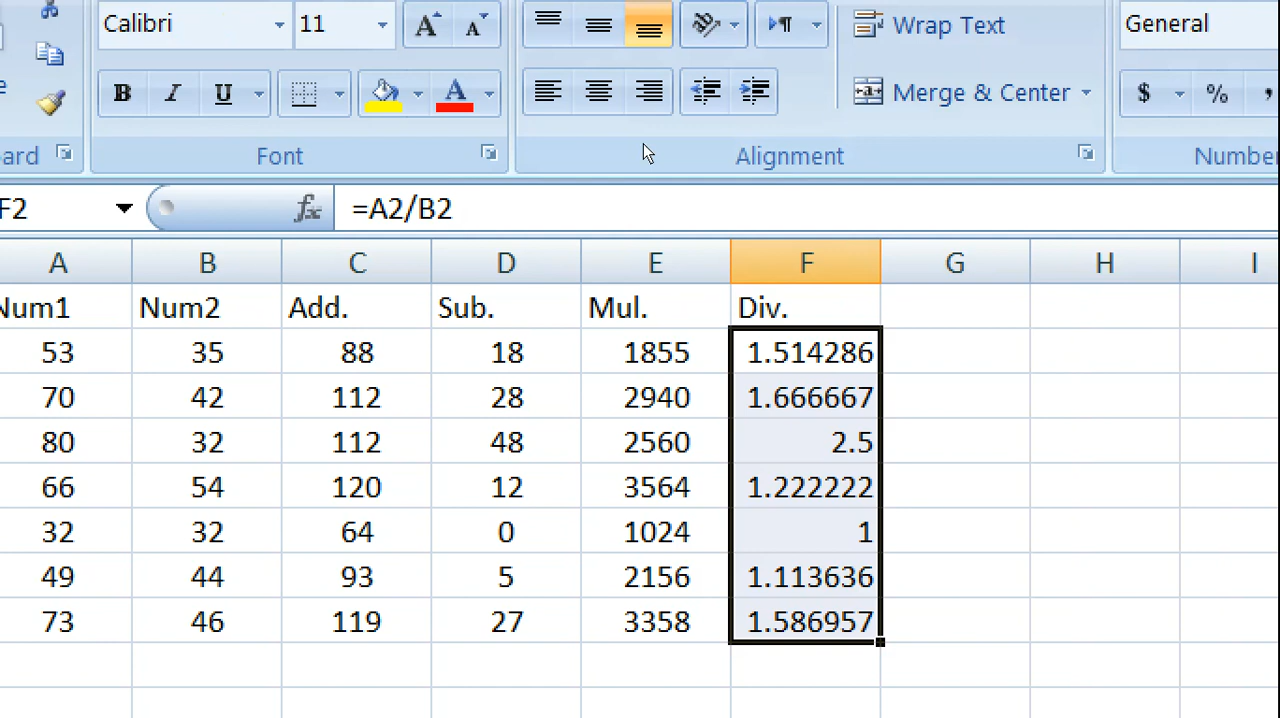 Calibri 11 A A Wrap Text General
B I U A Merge & Center $ % ,
Font Alignment
F2 fx =A2/B2
A B C D E F G H I
Num1 Num2 Add. Sub. Mul. Div.
53 35 88 18 1855 1.514286
70 42 112 28 2940 1.666667
80 32 112 48 2560 2.5
66 54 120 12 3564 1.222222
32 32 64 0 1024 1
49 44 93 5 2156 1.113636
73 46 119 27 3358 1.586957